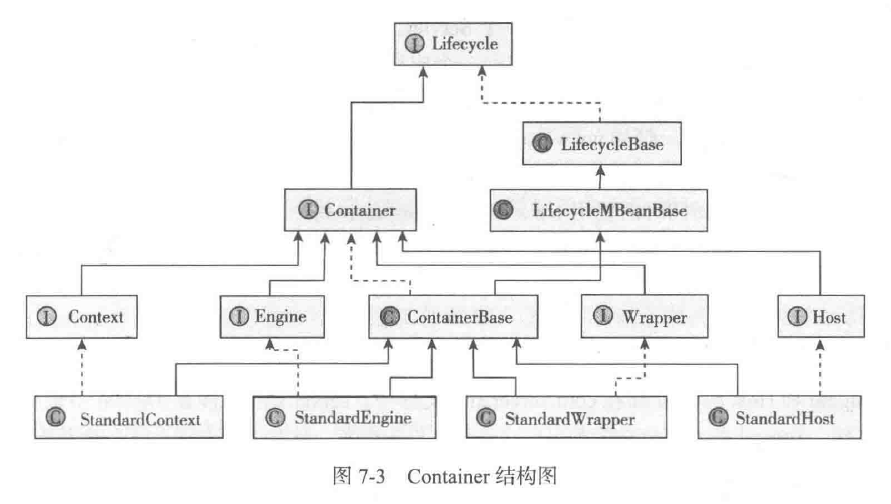 I Lifecycle
C LifecycleBase
I Container
C LifecycleMBeanBase
I Context
I Engine
C ContainerBase
I Wrapper
I Host
C StandardContext
C StandardEngine
C StandardWrapper
C StandardHost
图 7-3 Container 结构图